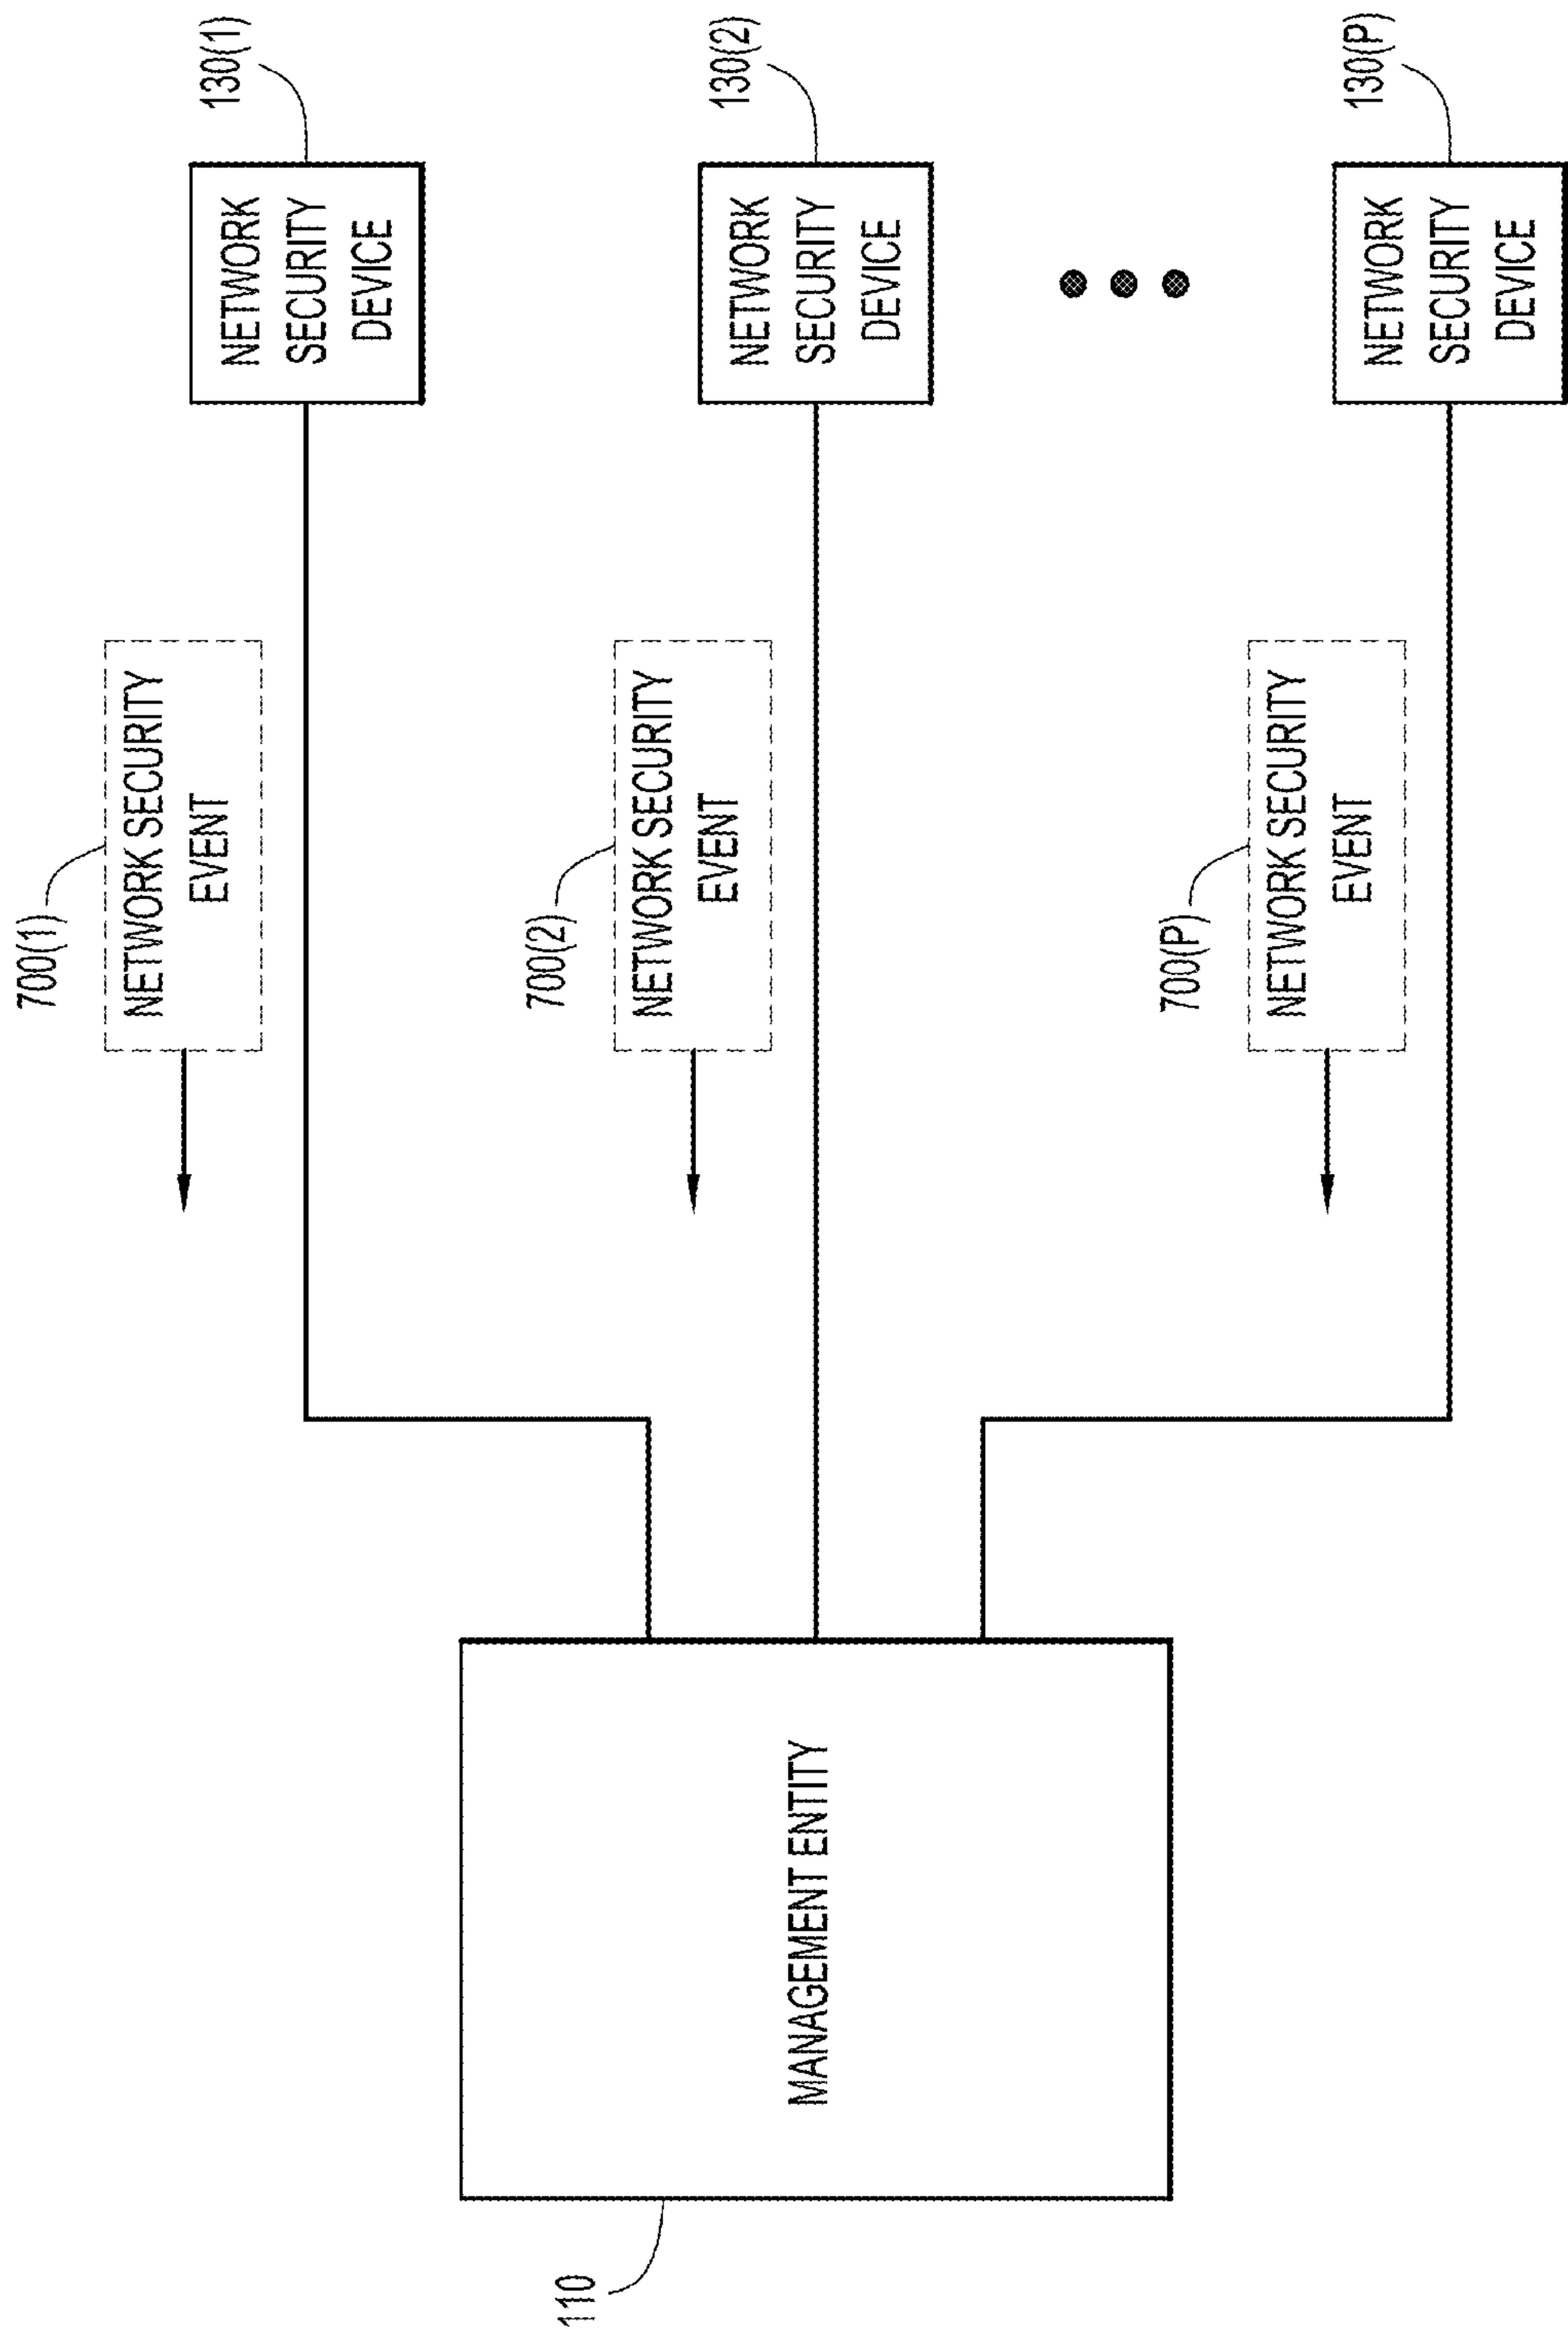 700(1)
NETWORK SECURITY
EVENT
130(1)
NETWORK
SECURITY
DEVICE
700(2)
NETWORK SECURITY
EVENT
130(2)
NETWORK
SECURITY
DEVICE
110
MANAGEMENT ENTITY
700(P)
NETWORK SECURITY
EVENT
130(P)
NETWORK
SECURITY
DEVICE